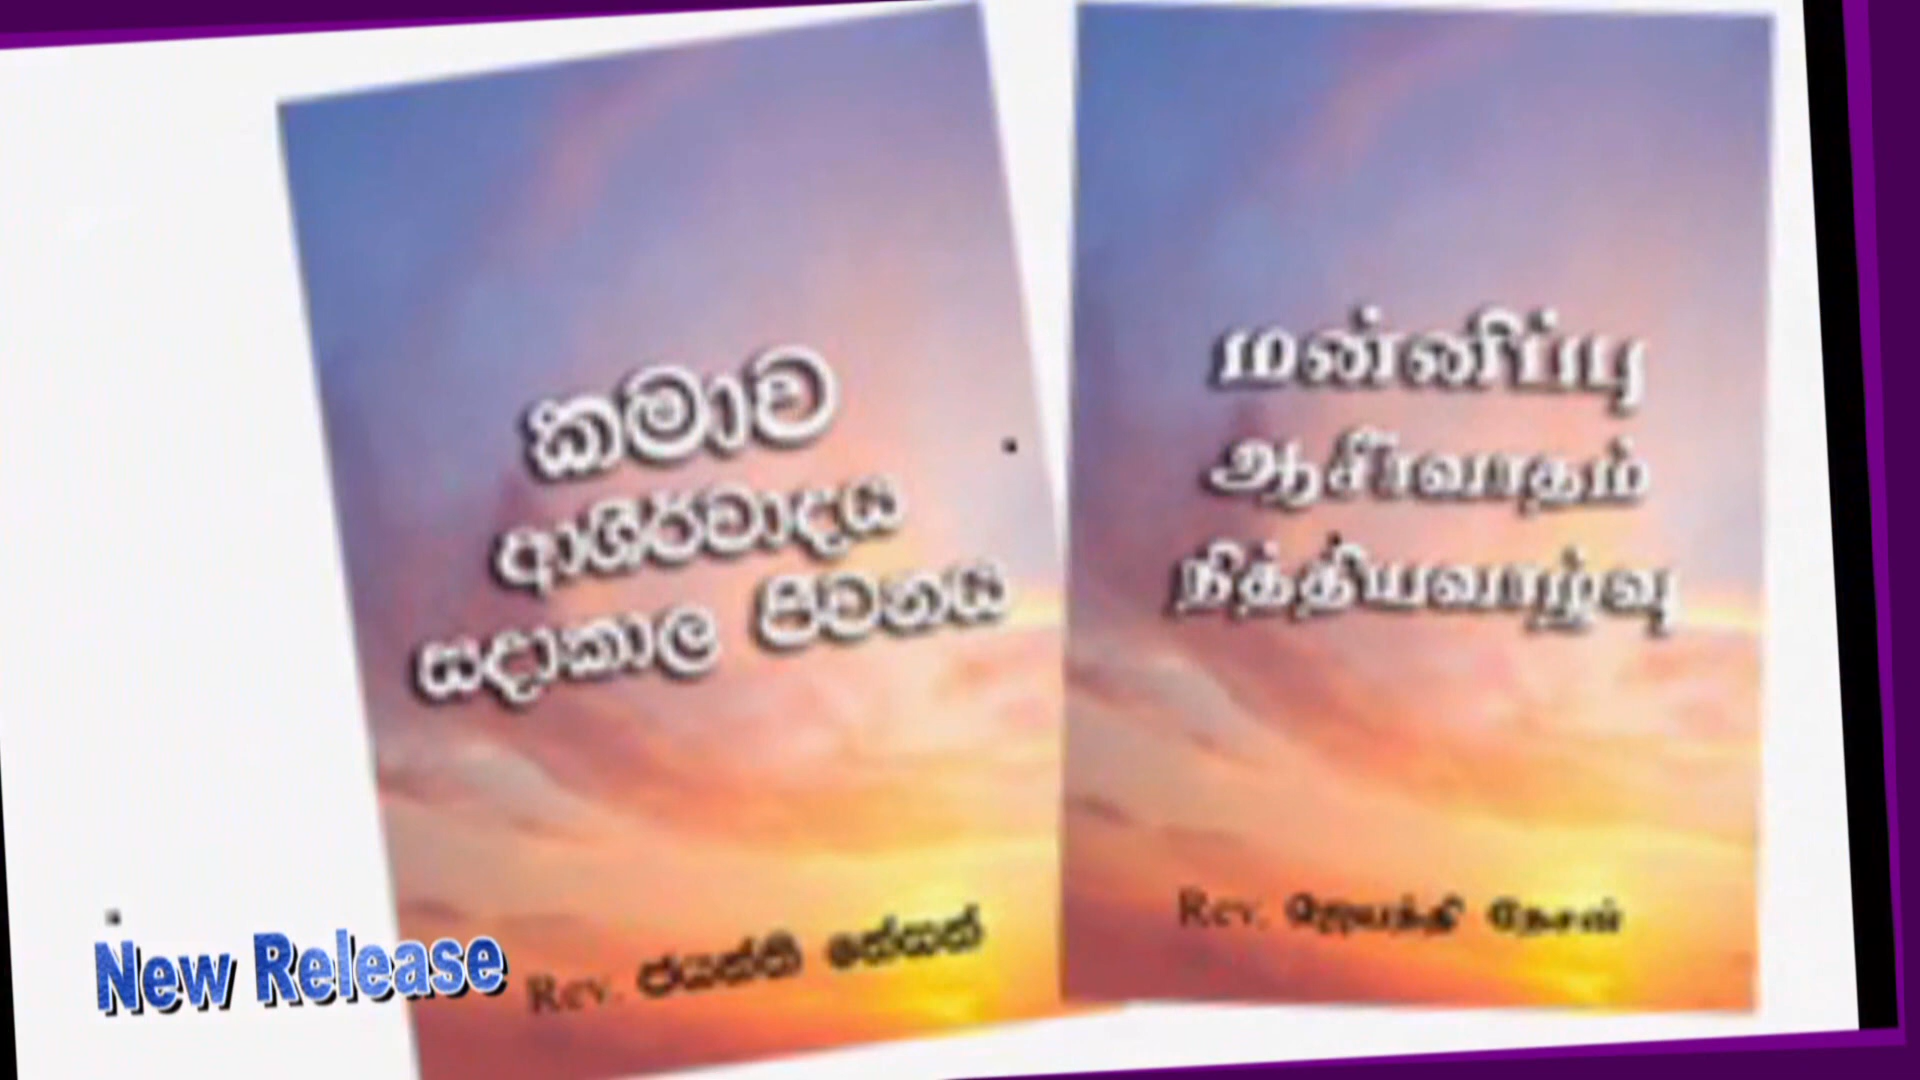 කමාව
ආශිර්වාදය
සදාකාල ජීවනය
Rev. ජයන්ති නේසන්
மன்னிப்பு
ஆசீர்வாதம்
நித்தியவாழ்வு
Rev. ஜெயந்தி நேசன்
New Release